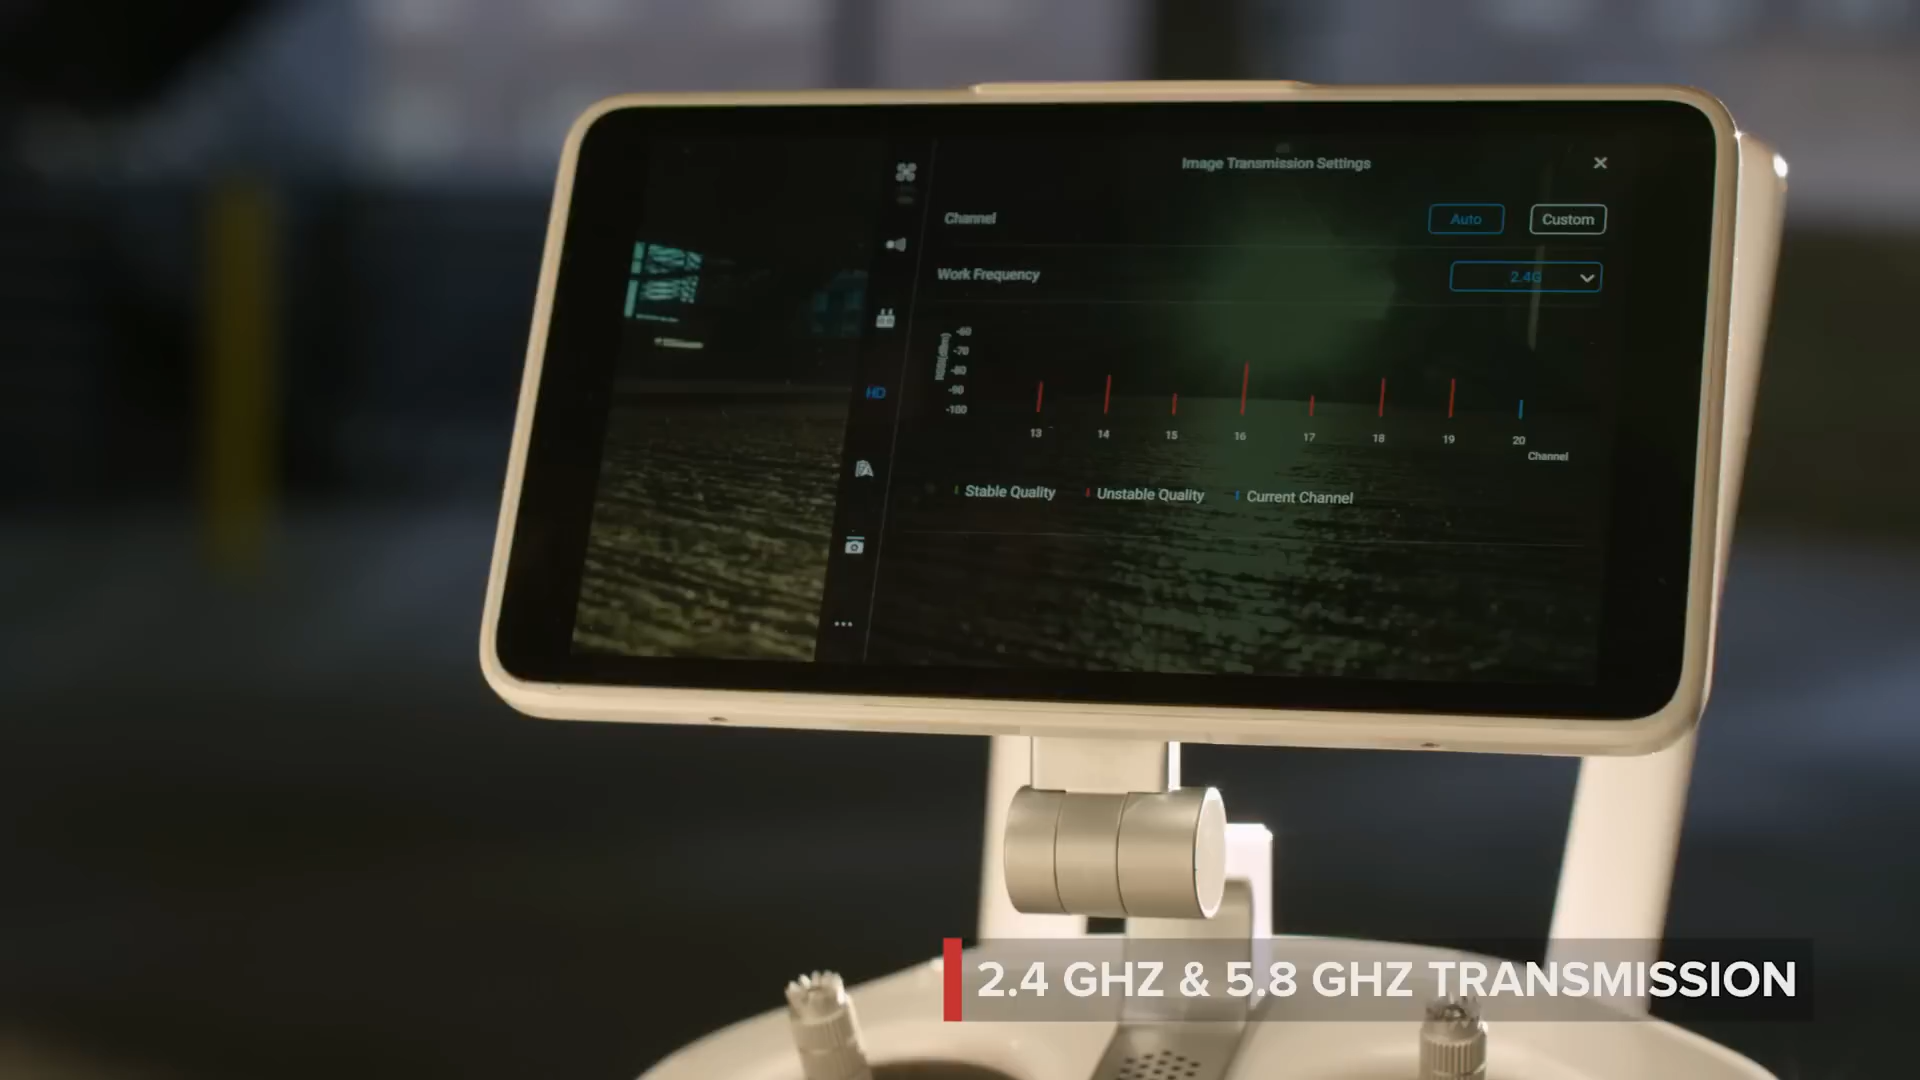 Image Transmission Settings
Channel
Auto
Custom
Work Frequency
2.4G
RSSI(dBm)
-60
-70
-80
-90
-100
13 14 15 16 17 18 19 20
Channel
Stable Quality
Unstable Quality
Current Channel
HD
2.4 GHZ & 5.8 GHZ TRANSMISSION